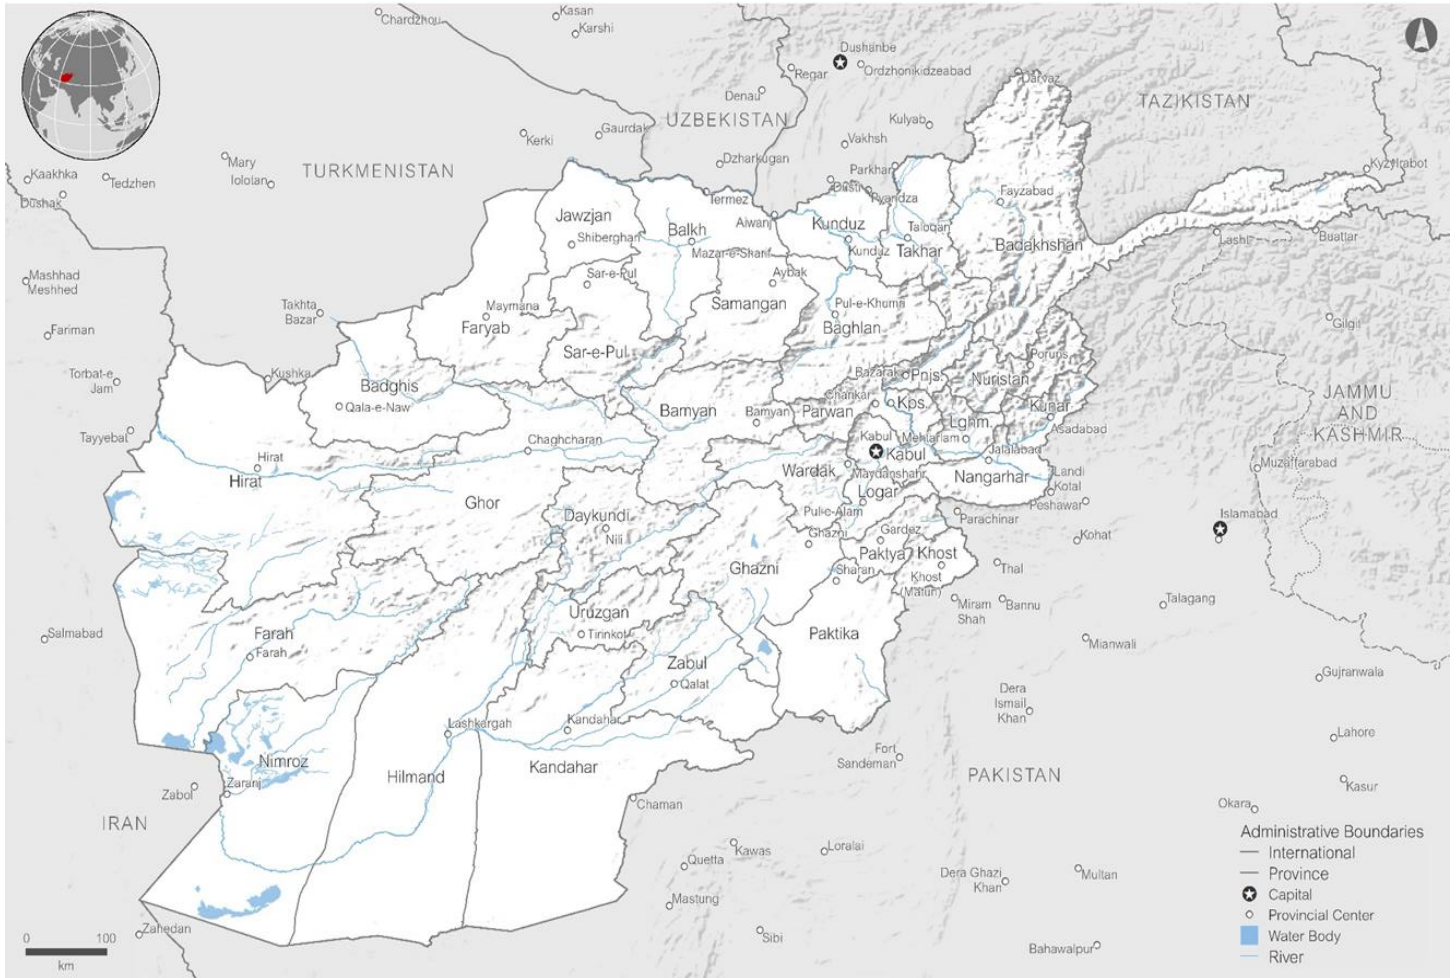 Kasan
Chardzhou
Karshi
Dushanbe
Regar
Ordzhonikidzeabad
Darvaz
Denau
TAZIKISTAN
UZBEKISTAN
Kulyab
Kerki
Gaurdak
Vakhsh
Mary
Iololan
Dzharkugan
Parkhar
Kyzylrabot
Kaakhka
Tedzhen
TURKMENISTAN
Dushak
Dusti
Pyandza
Fayzabad
Termez
Aiwanj
Jawzjan
Kunduz
Taloqan
Shiberghan
Balkh
Mazar-e-Sharif
Kunduz
Takhar
Badakhshan
Lasht
Buattar
Mashhad
Meshhed
Sar-e-Pul
Aybak
Takhta
Bazar
Maymana
Faryab
Samangan
Pul-e-Khumri
Baghlan
Fariman
Gilgit
Sar-e-Pul
Poruns
Torbat-e
Jam
Kushka
Badghis
Bazarak
Pnjs.
Nuristan
JAMMU
AND
KASHMIR
Qala-e-Naw
Bamyan
Bamyan
Parwan
Charikar
Kps.
Kunar
Lghm.
Asadabad
Tayyebat
Chaghcharan
Kabul
Mehtarlam
Kabul
Jalalabad
Hirat
Hirat
Wardak
Maydanshahr
Nangarhar
Landi
Kotal
Muzaffarabad
Ghor
Logar
Peshawar
Daykundi
Nili
Pul-e-Alam
Parachinar
Islamabad
Ghazni
Gardez
Kohat
Paktya
Khost
Ghazni
Sharan
Khost
(Matun)
Thal
Uruzgan
Tirinkot
Miram
Shah
Bannu
Talagang
Salmabad
Farah
Farah
Paktika
Mianwali
Zabul
Qalat
Gujranwala
Dera
Ismail
Khan
Lashkargah
Kandahar
Lahore
Nimroz
Hilmand
Kandahar
Fort
Sandeman
PAKISTAN
Zaranj
Zabol
Kasur
Chaman
Okara
IRAN
Quetta
Kawas
Loralai
Dera Ghazi
Khan
Multan
Mastung
Zahedan
Sibi
Bahawalpur
Administrative Boundaries
International
Province
Capital
Provincial Center
Water Body
River
0 100
km